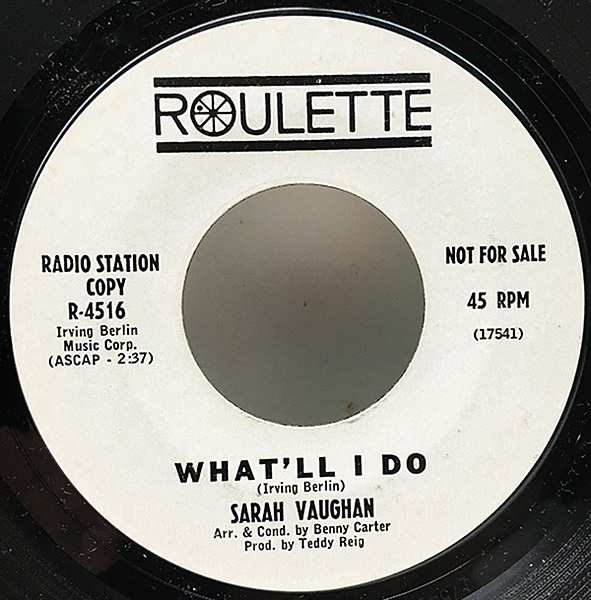 ROULETTE
RADIO STATION
COPY
R-4516
Irving Berlin
Music Corp.
(ASCAP - 2:37)
NOT FOR SALE
45 RPM
(17541)
WHAT'LL I DO
(Irving Berlin)
SARAH VAUGHAN
Arr. & Cond. by Benny Carter
Prod. by Teddy Reig